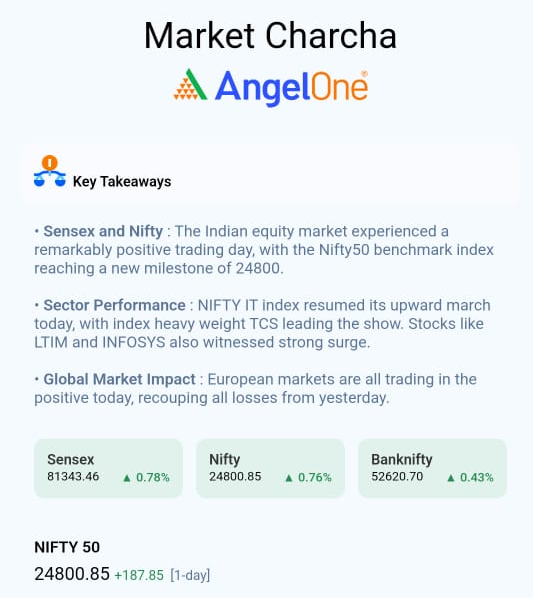 Market Charcha
AngelOne®
Key Takeaways
• Sensex and Nifty : The Indian equity market experienced a
remarkably positive trading day, with the Nifty50 benchmark index
reaching a new milestone of 24800.
• Sector Performance : NIFTY IT index resumed its upward march
today, with index heavy weight TCS leading the show. Stocks like
LTIM and INFOSYS also witnessed strong surge.
• Global Market Impact : European markets are all trading in the
positive today, recouping all losses from yesterday.
Sensex
81343.46 ▲ 0.78%
Nifty
24800.85 ▲ 0.76%
Banknifty
52620.70 ▲ 0.43%
NIFTY 50
24800.85 +187.85 [1-day]